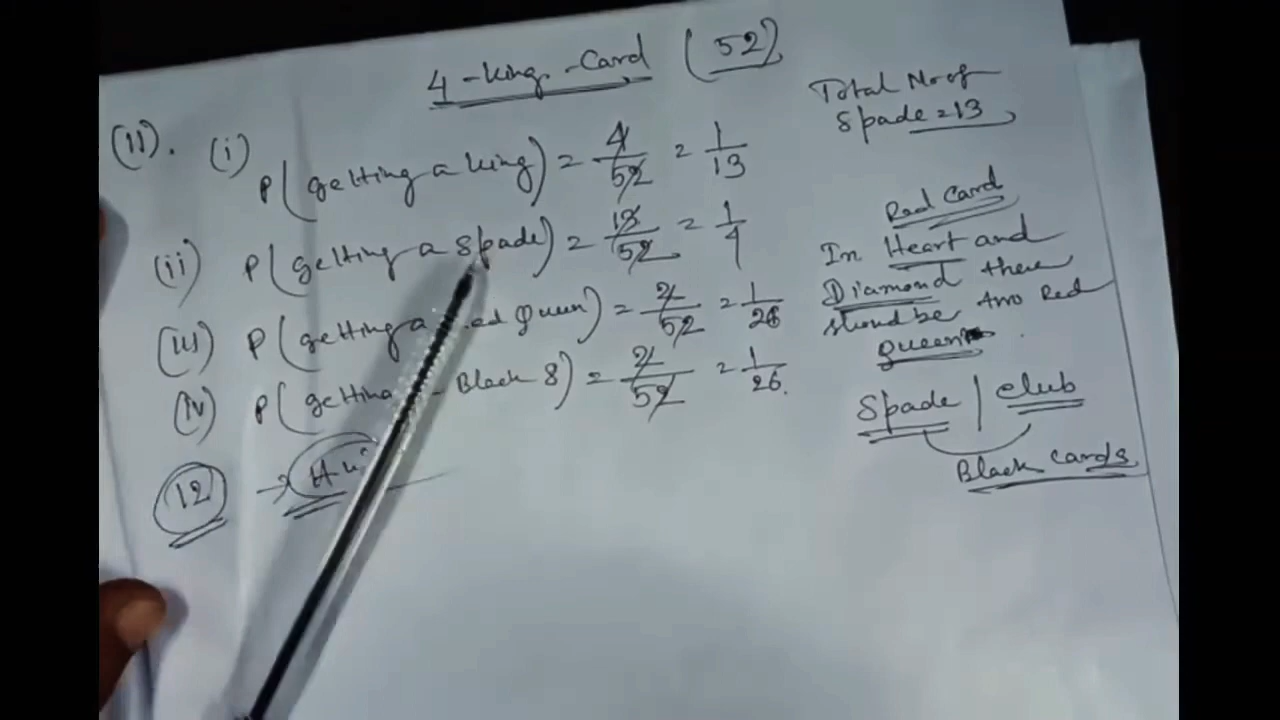 4-King-Card (52)
(11). (i) P(getting a king) = 4/52 = 1/13
(ii) P(getting a spade) = 13/52 = 1/4
(iii) P(getting a ed Queen) = 2/52 = 1/26
(iv) P(getting - Black 8) = 2/52 = 1/26.
12 →
Total No of
Spade = 13
Red Card
In Heart and
Diamond there
should be two Red
queen
Spade | club
Black cards